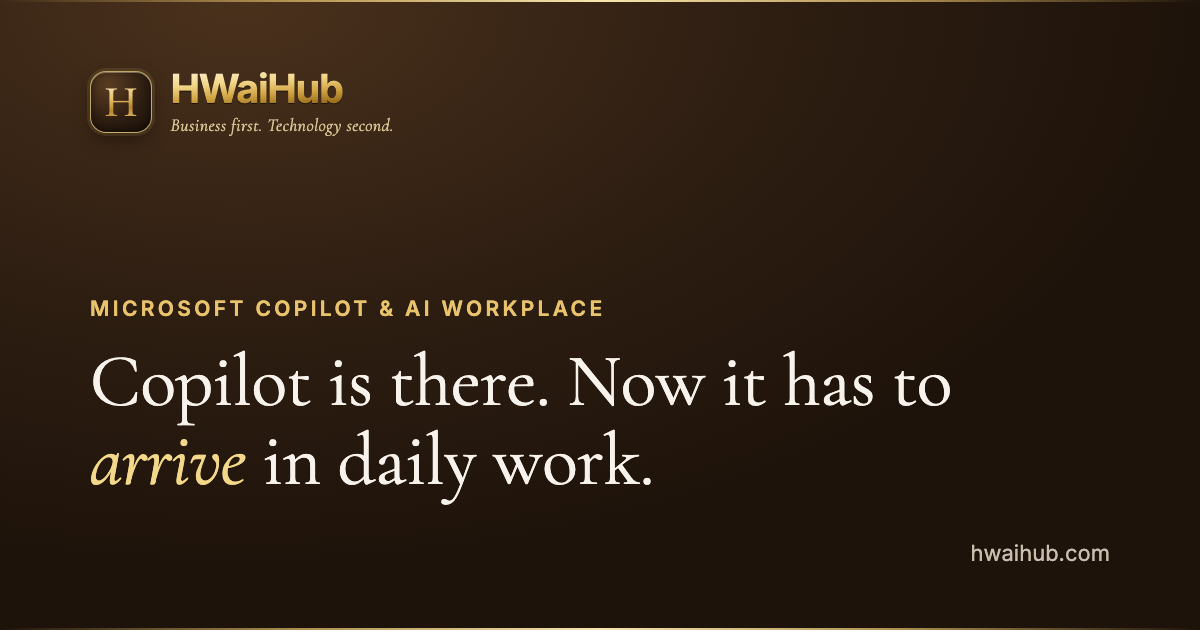 H
HWaiHub
Business first. Technology second.
MICROSOFT COPILOT & AI WORKPLACE
Copilot is there. Now it has to
arrive in daily work.
hwaihub.com